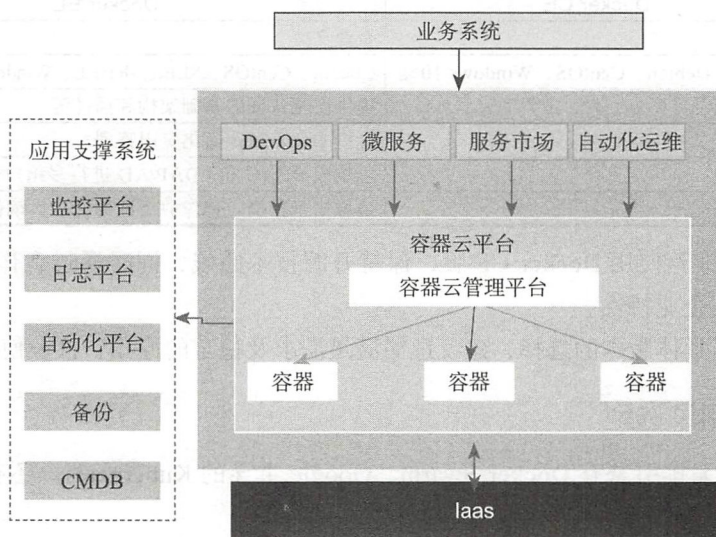 业务系统
应用支撑系统
监控平台
日志平台
自动化平台
备份
CMDB
DevOps
微服务
服务市场
自动化运维
容器云平台
容器云管理平台
容器
容器
容器
Iaas